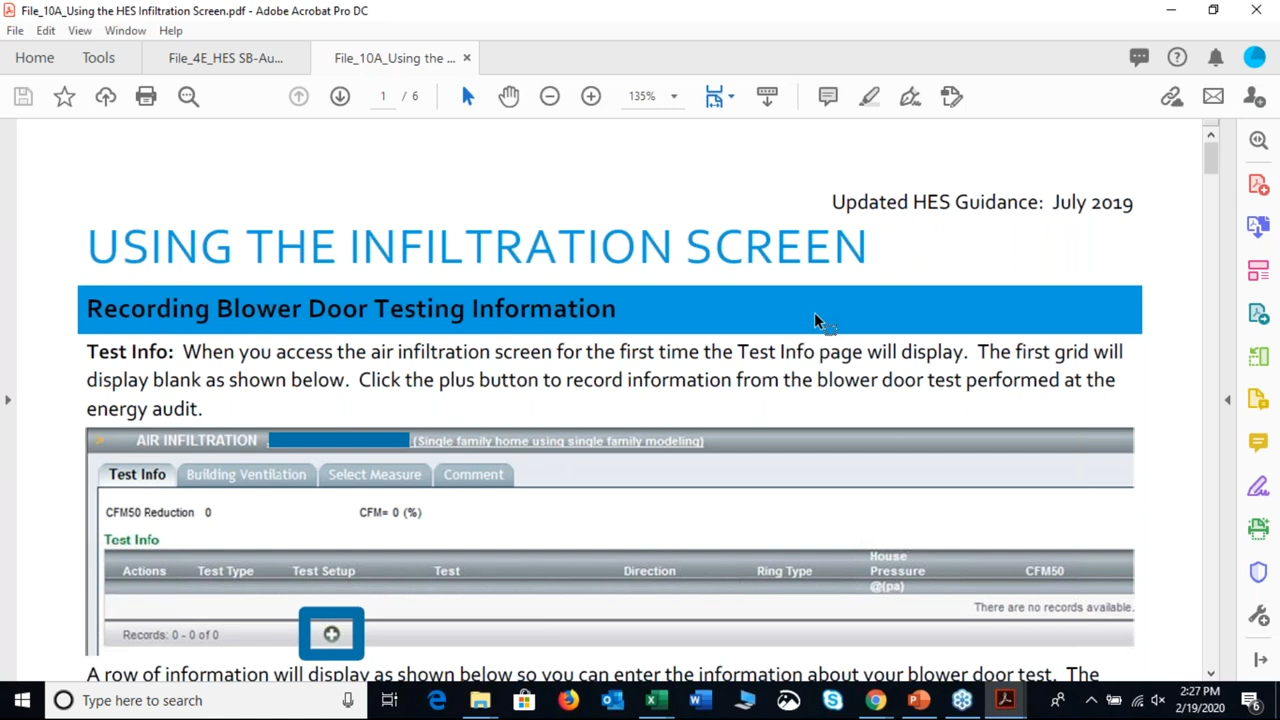 File_10A_Using the HES Infiltration Screen.pdf - Adobe Acrobat Pro DC
File Edit View Window Help
Home Tools File_4E_HES SB-Au... File_10A_Using the ... ×
1 / 6 135%
Updated HES Guidance: July 2019
USING THE INFILTRATION SCREEN
Recording Blower Door Testing Information
Test Info: When you access the air infiltration screen for the first time the Test Info page will display. The first grid will
display blank as shown below. Click the plus button to record information from the blower door test performed at the
energy audit.
AIR INFILTRATION (Single family home using single family modeling)
Test Info Building Ventilation Select Measure Comment
CFM50 Reduction 0 CFM= 0 (%)
Test Info
Actions Test Type Test Setup Test Direction Ring Type House Pressure @(pa) CFM50
There are no records available.
Records: 0 - 0 of 0
A row of information will display as shown below so you can enter the information about your blower door test. The
Type here to search
2:27 PM
2/19/2020
6